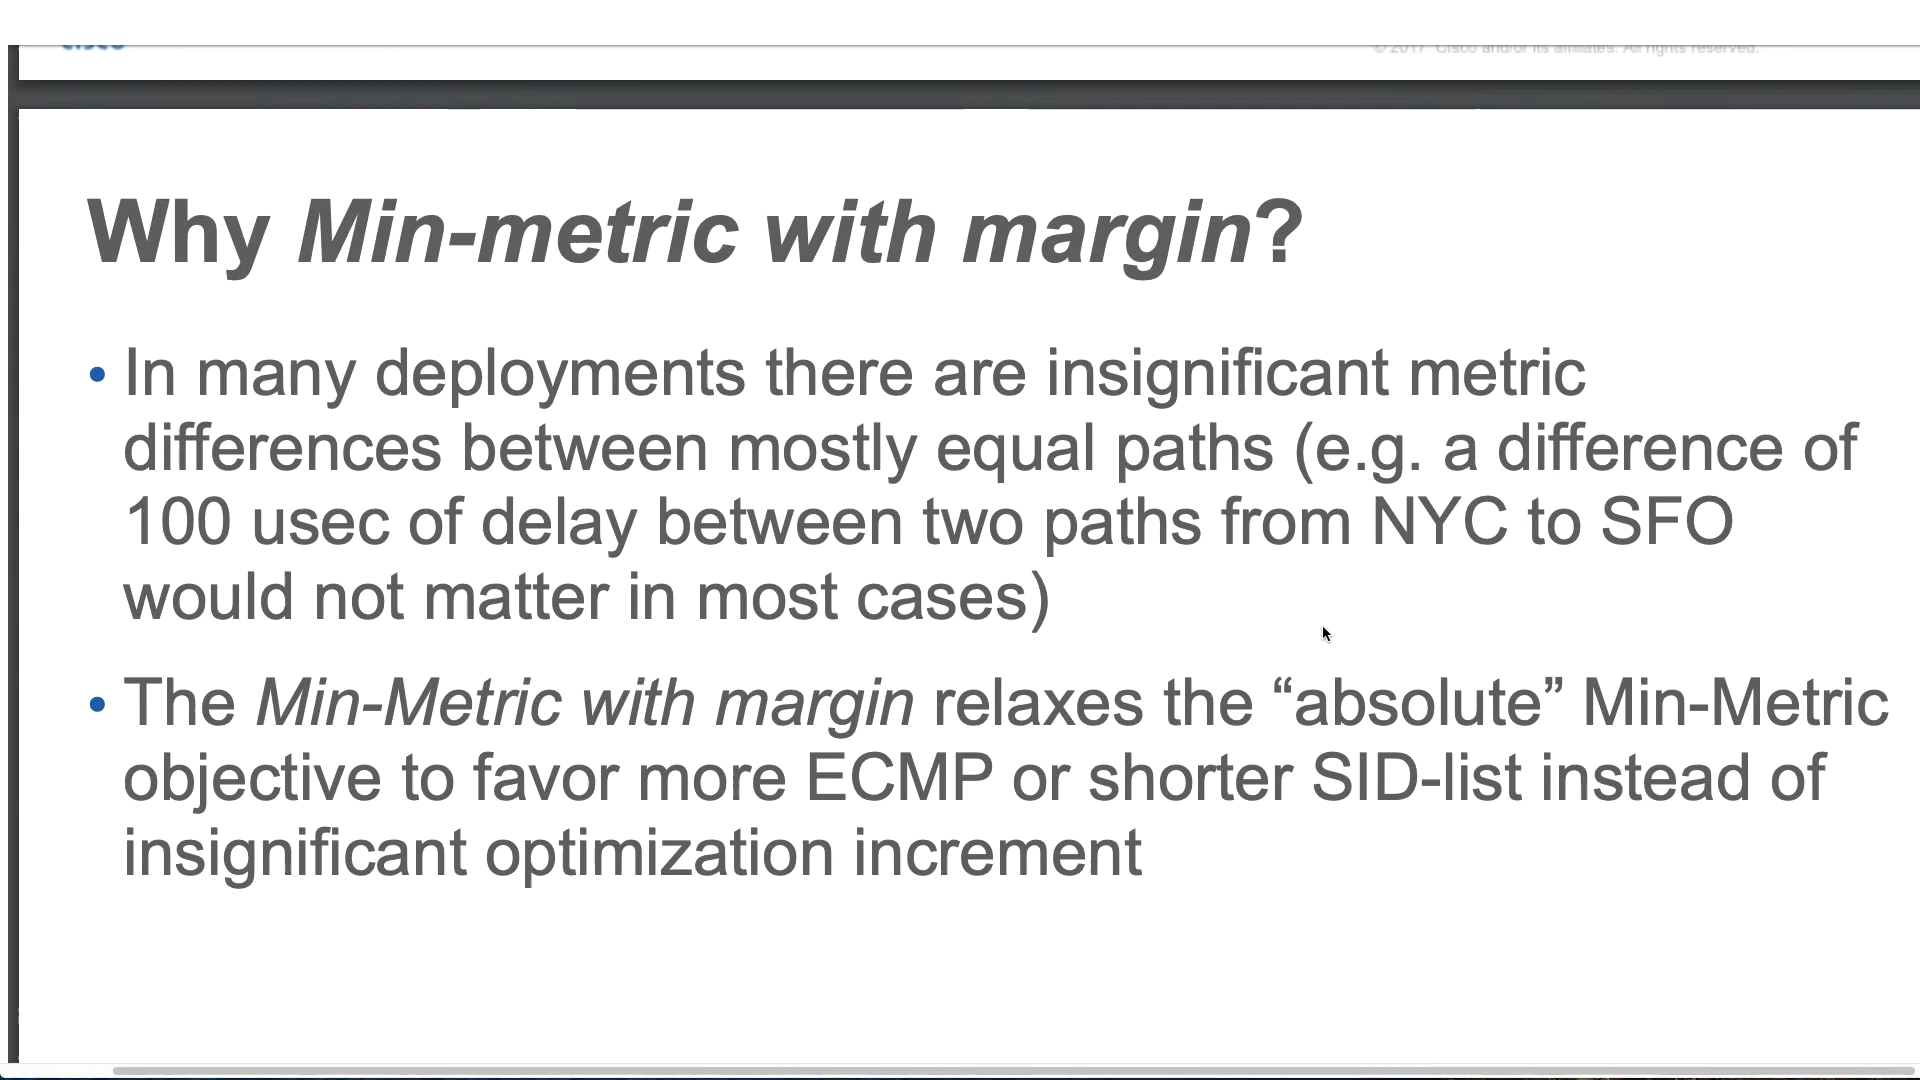 cisco
© 2017 Cisco and/or its affiliates. All rights reserved.
Why Min-metric with margin?
• In many deployments there are insignificant metric
differences between mostly equal paths (e.g. a difference of
100 usec of delay between two paths from NYC to SFO
would not matter in most cases)
• The Min-Metric with margin relaxes the “absolute” Min-Metric
objective to favor more ECMP or shorter SID-list instead of
insignificant optimization increment